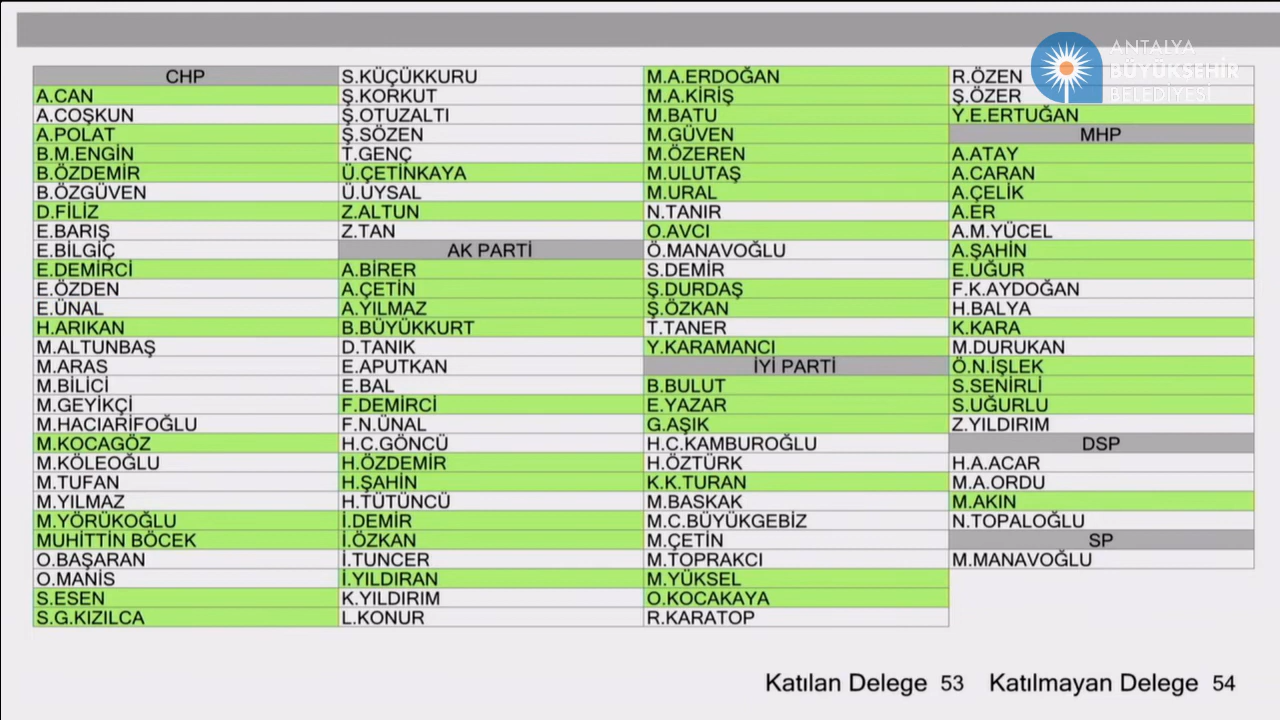 ANTALYA
BÜYÜKŞEHİR
BELEDİYESİ
CHP
A.CAN
A.COŞKUN
A.POLAT
B.M.ENGİN
B.ÖZDEMİR
B.ÖZGÜVEN
D.FİLİZ
E.BARIŞ
E.BİLGİÇ
E.DEMİRCİ
E.ÖZDEN
E.ÜNAL
H.ARIKAN
M.ALTUNBAŞ
M.ARAS
M.BİLİCİ
M.GEYİKÇİ
M.HACIARİFOĞLU
M.KOCAGÖZ
M.KÖLEOĞLU
M.TUFAN
M.YILMAZ
M.YÖRÜKOĞLU
MUHİTTİN BÖCEK
O.BAŞARAN
O.MANİS
S.ESEN
S.G.KIZILCA
S.KÜÇÜKKURU
Ş.KORKUT
Ş.OTUZALTI
Ş.SÖZEN
T.GENÇ
Ü.ÇETİNKAYA
Ü.UYSAL
Z.ALTUN
Z.TAN
AK PARTİ
A.BİRER
A.ÇETİN
A.YILMAZ
B.BÜYÜKKURT
D.TANIK
E.APUTKAN
E.BAL
F.DEMİRCİ
F.N.ÜNAL
H.C.GÖNCÜ
H.ÖZDEMİR
H.ŞAHİN
H.TÜTÜNCÜ
İ.DEMİR
İ.ÖZKAN
İ.TUNCER
İ.YILDIRAN
K.YILDIRIM
L.KONUR
M.A.ERDOĞAN
M.A.KİRİŞ
M.BATU
M.GÜVEN
M.ÖZEREN
M.ULUTAŞ
M.URAL
N.TANIR
O.AVCI
Ö.MANAVOĞLU
S.DEMİR
Ş.DURDAŞ
Ş.ÖZKAN
T.TANER
Y.KARAMANCI
İYİ PARTİ
B.BULUT
E.YAZAR
G.AŞIK
H.C.KAMBUROĞLU
H.ÖZTÜRK
K.K.TURAN
M.BASKAK
M.C.BÜYÜKGEBİZ
M.ÇETİN
M.TOPRAKCI
M.YÜKSEL
O.KOCAKAYA
R.KARATOP
R.ÖZEN
Ş.ÖZER
Y.E.ERTUĞAN
MHP
A.ATAY
A.CARAN
A.ÇELİK
A.ER
A.M.YÜCEL
A.ŞAHİN
E.UĞUR
F.K.AYDOĞAN
H.BALYA
K.KARA
M.DURUKAN
Ö.N.İŞLEK
S.SENİRLİ
S.UĞURLU
Z.YILDIRIM
DSP
H.A.ACAR
M.A.ORDU
M.AKIN
N.TOPALOĞLU
SP
M.MANAVOĞLU
Katılan Delege 53 Katılmayan Delege 54